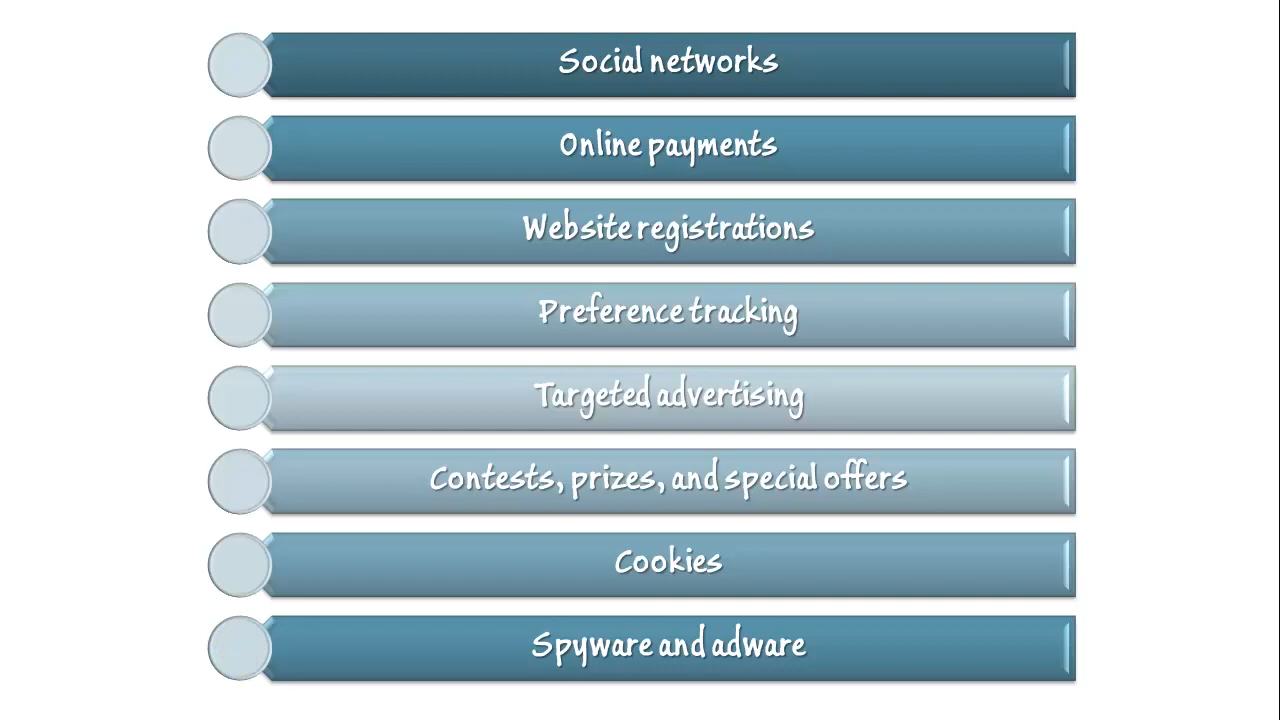 Social networks
Online payments
Website registrations
Preference tracking
Targeted advertising
Contests, prizes, and special offers
Cookies
Spyware and adware